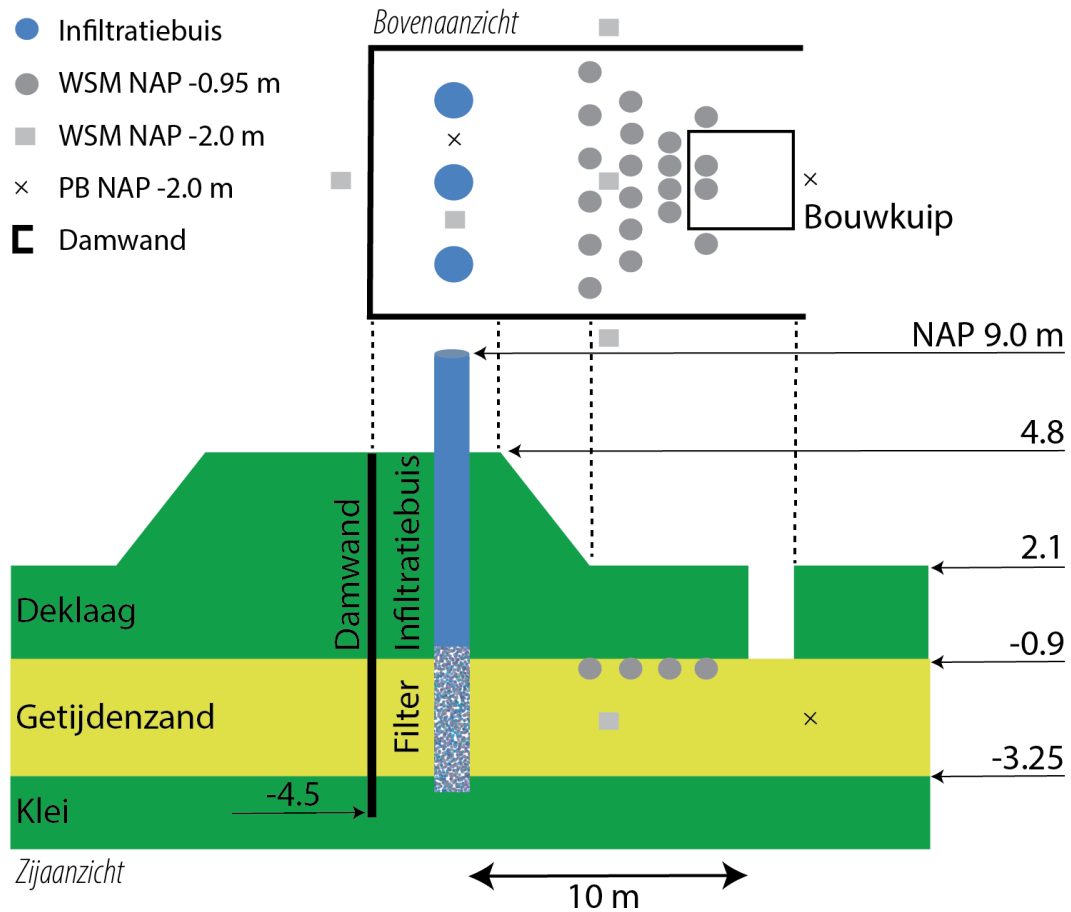 Bovenaanzicht
Infiltratiebuis
WSM NAP -0.95 m
WSM NAP -2.0 m
PB NAP -2.0 m
Damwand
Bouwkuip
NAP 9.0 m
4.8
2.1
-0.9
-3.25
Damwand
Infiltratiebuis
Filter
Deklaag
Getijdenzand
Klei
-4.5
Zijaanzicht
10 m